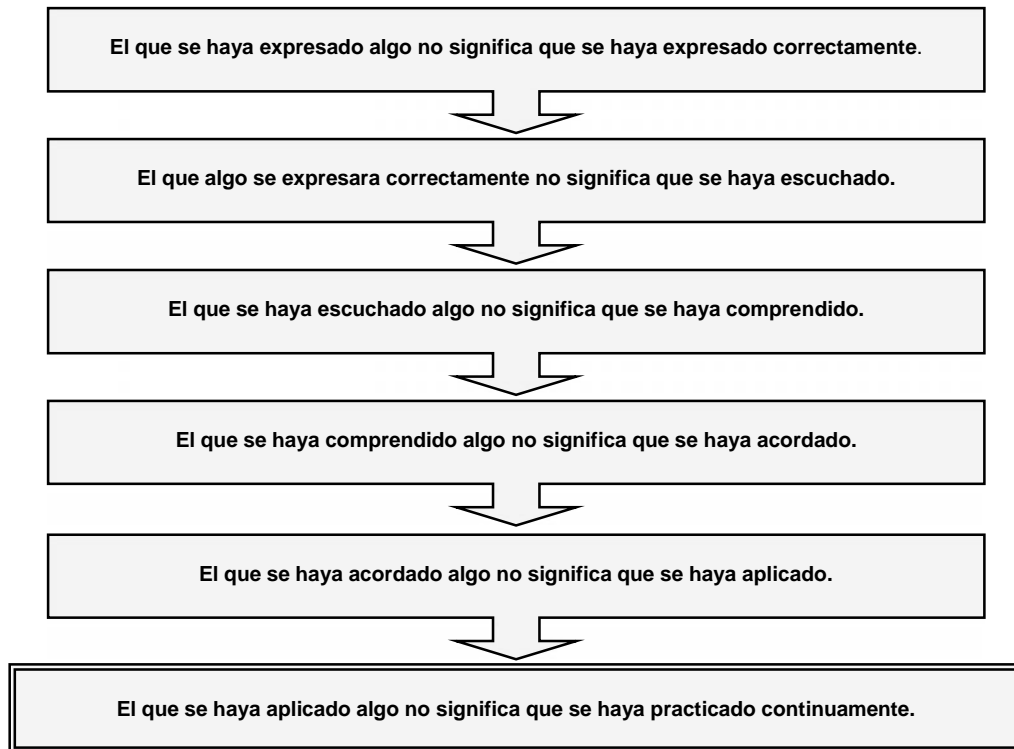 El que se haya expresado algo no significa que se haya expresado correctamente.
El que algo se expresara correctamente no significa que se haya escuchado.
El que se haya escuchado algo no significa que se haya comprendido.
El que se haya comprendido algo no significa que se haya acordado.
El que se haya acordado algo no significa que se haya aplicado.
El que se haya aplicado algo no significa que se haya practicado continuamente.